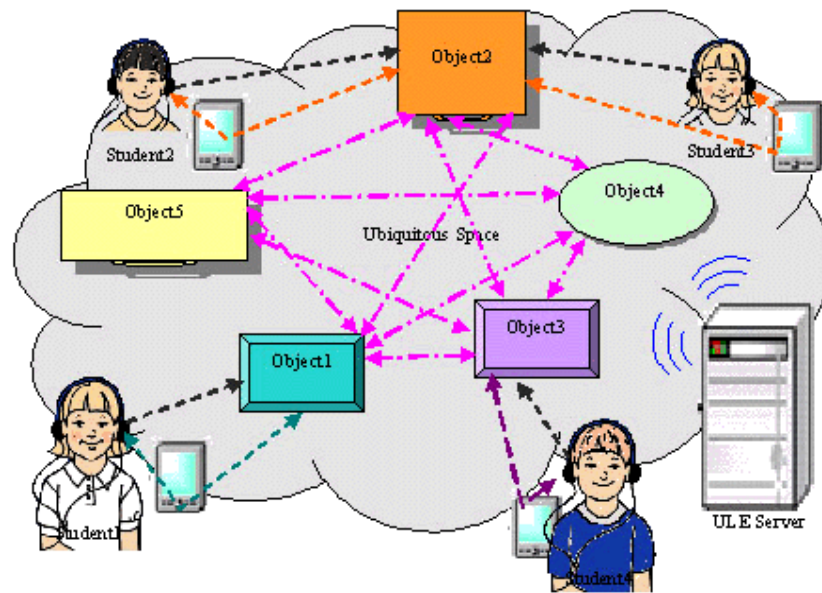 Object2
Student2
Student3
Object4
Object5
Ubiquitous Space
Object3
Object1
ULE Server
Student1
Student4